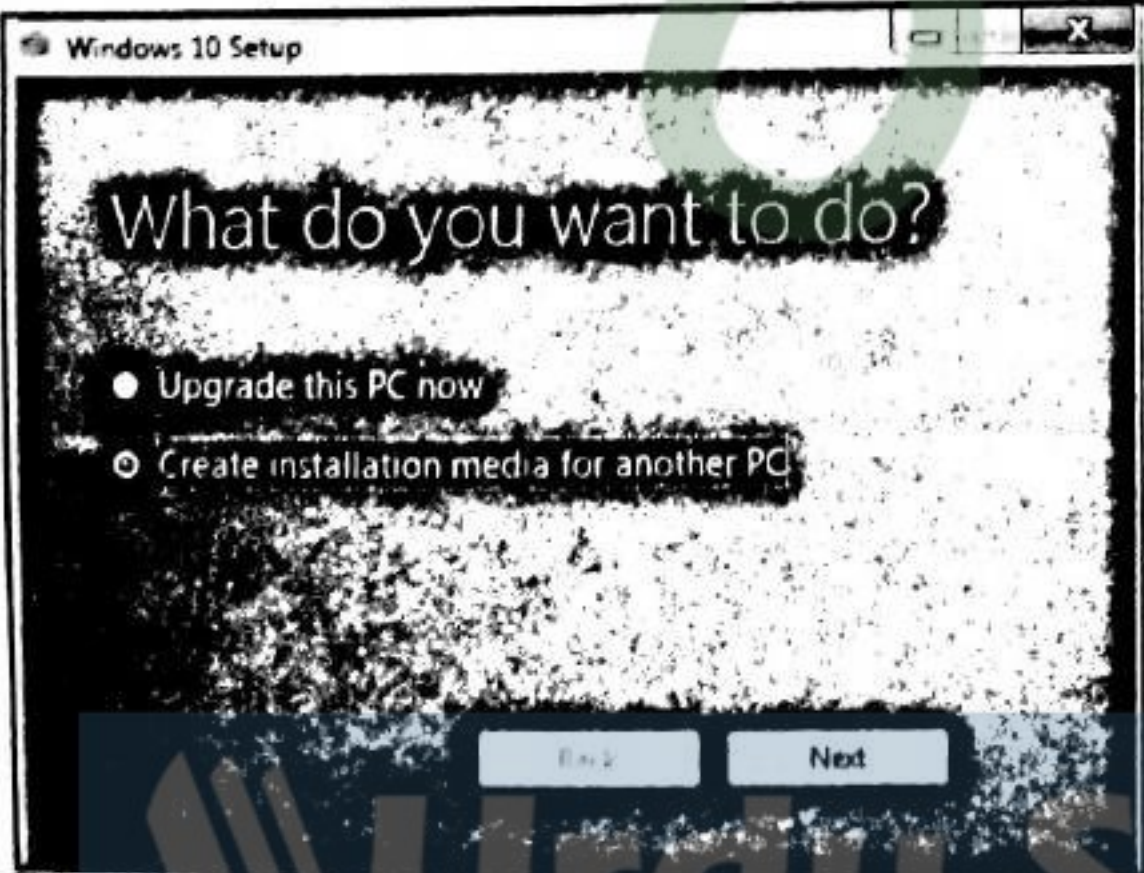 Windows 10 Setup
What do you want to do?
Upgrade this PC now
Create installation media for another PC
Back Next